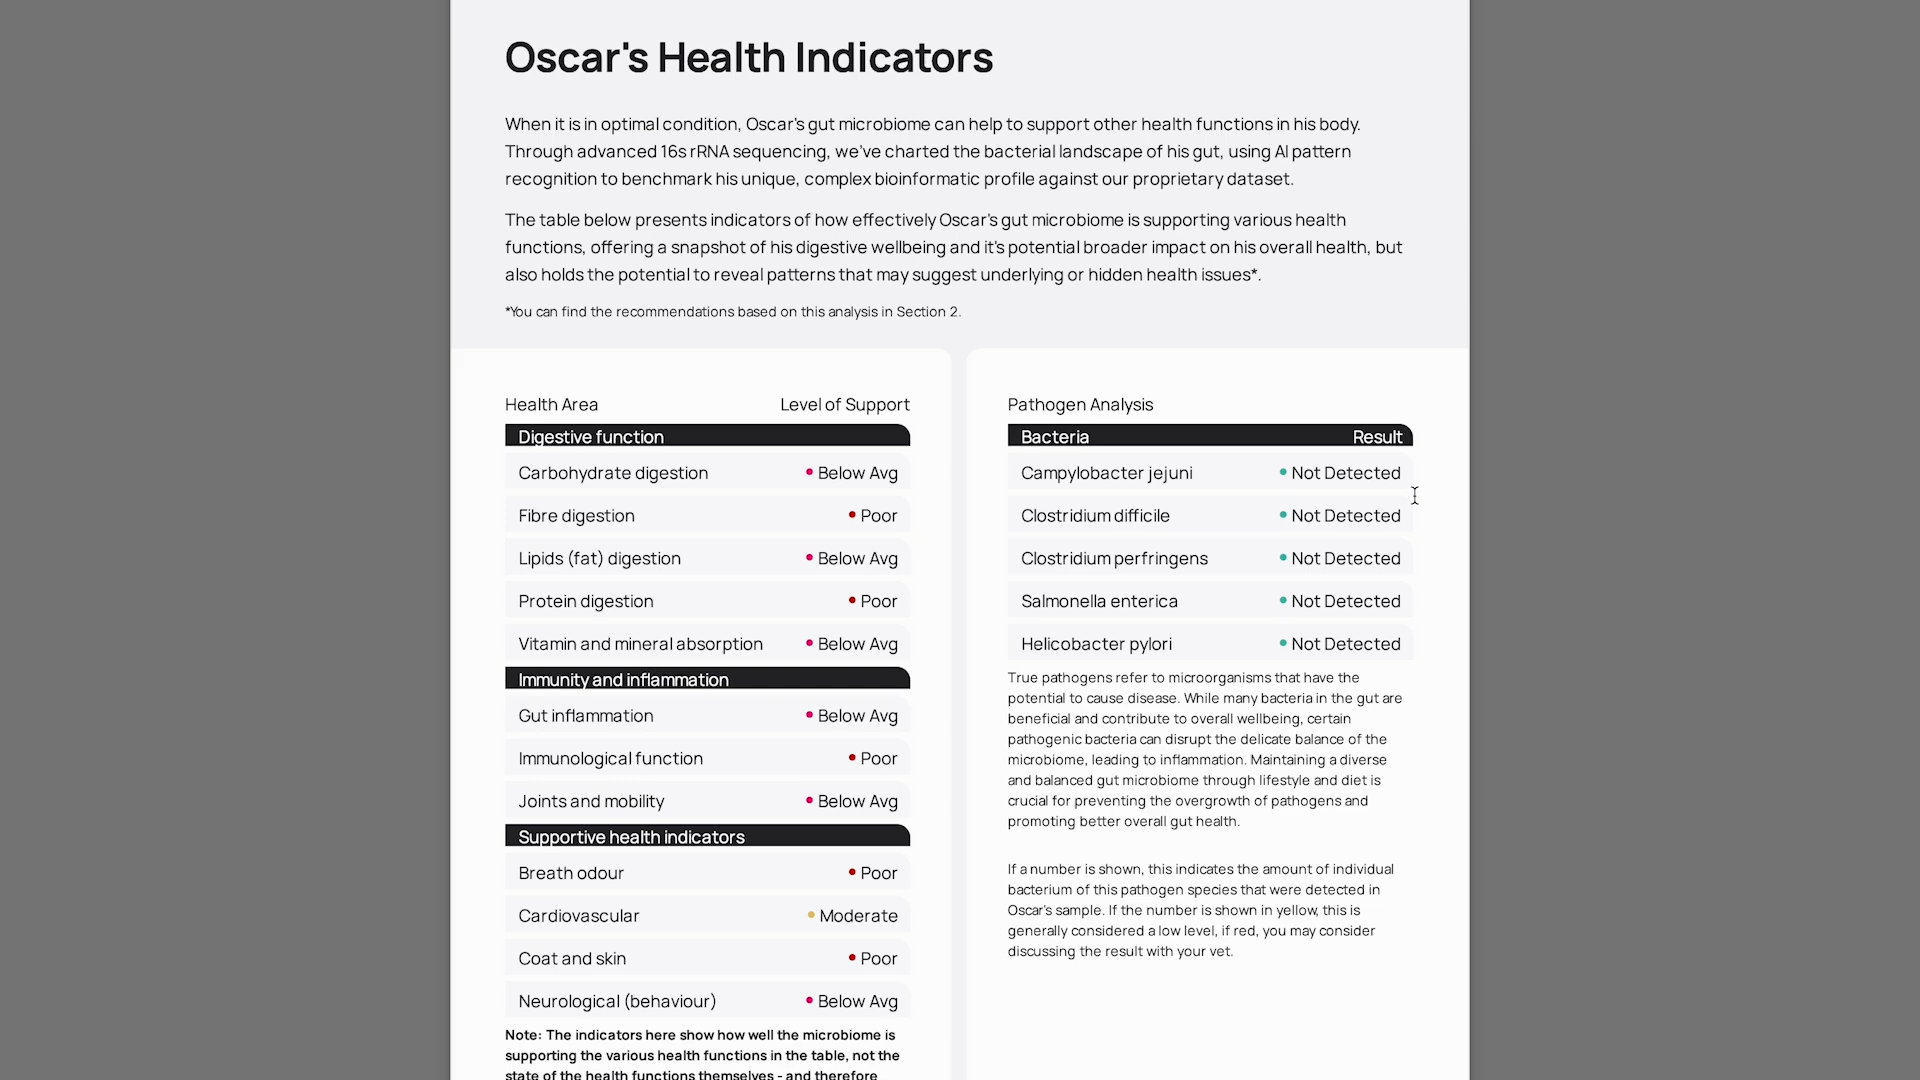 Oscar's Health Indicators
When it is in optimal condition, Oscar's gut microbiome can help to support other health functions in his body.
Through advanced 16s rRNA sequencing, we've charted the bacterial landscape of his gut, using AI pattern
recognition to benchmark his unique, complex bioinformatic profile against our proprietary dataset.
The table below presents indicators of how effectively Oscar's gut microbiome is supporting various health
functions, offering a snapshot of his digestive wellbeing and it's potential broader impact on his overall health, but
also holds the potential to reveal patterns that may suggest underlying or hidden health issues*.
*You can find the recommendations based on this analysis in Section 2.
Health Area Level of Support
Digestive function
Carbohydrate digestion Below Avg
Fibre digestion Poor
Lipids (fat) digestion Below Avg
Protein digestion Poor
Vitamin and mineral absorption Below Avg
Immunity and inflammation
Gut inflammation Below Avg
Immunological function Poor
Joints and mobility Below Avg
Supportive health indicators
Breath odour Poor
Cardiovascular Moderate
Coat and skin Poor
Neurological (behaviour) Below Avg
Note: The indicators here show how well the microbiome is
supporting the various health functions in the table, not the
state of the health functions themselves - and therefore
Pathogen Analysis
Bacteria Result
Campylobacter jejuni Not Detected
Clostridium difficile Not Detected
Clostridium perfringens Not Detected
Salmonella enterica Not Detected
Helicobacter pylori Not Detected
True pathogens refer to microorganisms that have the
potential to cause disease. While many bacteria in the gut are
beneficial and contribute to overall wellbeing, certain
pathogenic bacteria can disrupt the delicate balance of the
microbiome, leading to inflammation. Maintaining a diverse
and balanced gut microbiome through lifestyle and diet is
crucial for preventing the overgrowth of pathogens and
promoting better overall gut health.
If a number is shown, this indicates the amount of individual
bacterium of this pathogen species that were detected in
Oscar's sample. If the number is shown in yellow, this is
generally considered a low level, if red, you may consider
discussing the result with your vet.